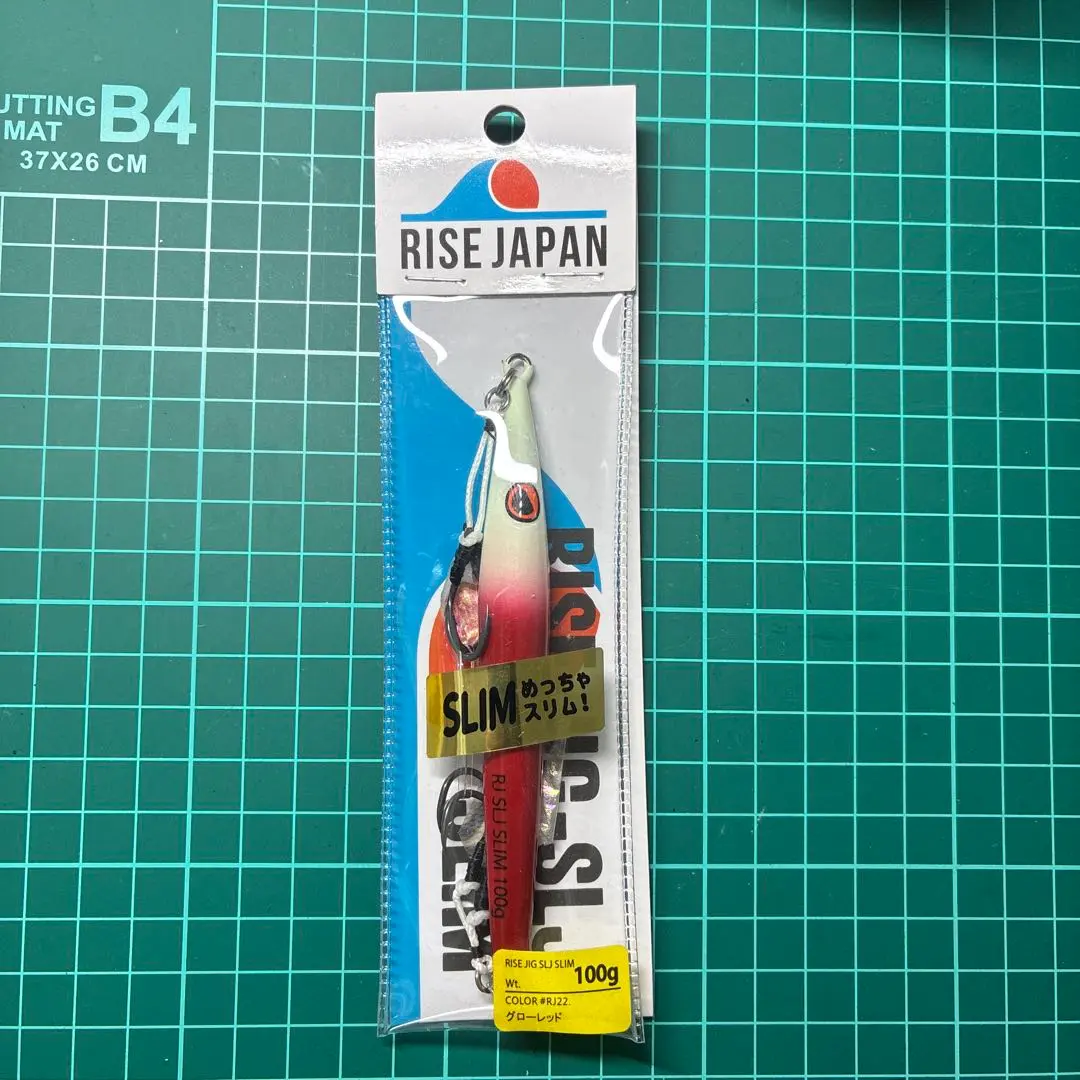 UTTING
MAT
B4
37X26 CM
RISE JAPAN
SLIM めっちゃ
スリム!
RJ SLJ SLIM 100g
RISE JIG SLJ SLIM
Wt. 100g
COLOR #RJ22.
グローレッド